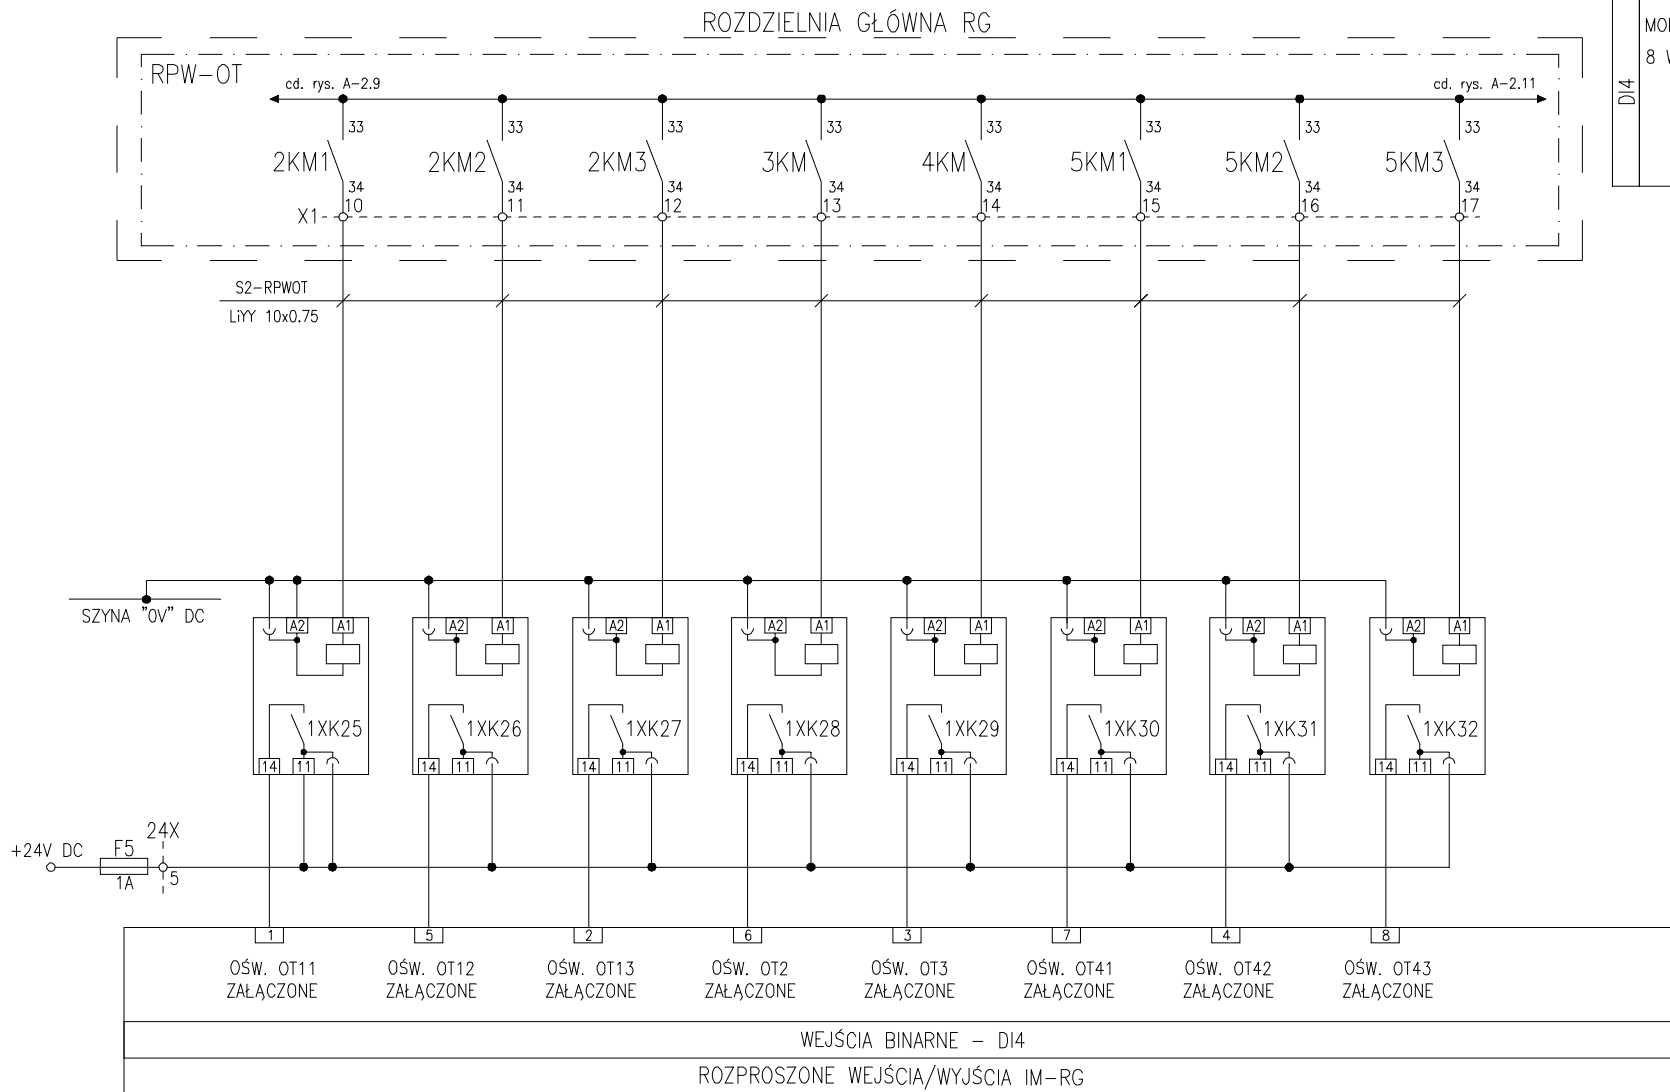 ROZDZIELNIA GŁÓWNA RG
RPW-OT
cd. rys. A-2.9
cd. rys. A-2.11
33 33 33 33 33 33 33 33
2KM1 2KM2 2KM3 3KM 4KM 5KM1 5KM2 5KM3
34 34 34 34 34 34 34 34
X1 10 11 12 13 14 15 16 17
DI4
8
S2-RPWOT
LiYY 10x0.75
SZYNA "0V" DC
A2 A1 A2 A1 A2 A1 A2 A1 A2 A1 A2 A1 A2 A1 A2 A1
1XK25 1XK26 1XK27 1XK28 1XK29 1XK30 1XK31 1XK32
14 11 14 11 14 11 14 11 14 11 14 11 14 11 14 11
+24V DC F5 24X
1A 5
1 5 2 6 3 7 4 8
OŚW. OT11 OŚW. OT12 OŚW. OT13 OŚW. OT2 OŚW. OT3 OŚW. OT41 OŚW. OT42 OŚW. OT43
ZAŁĄCZONE ZAŁĄCZONE ZAŁĄCZONE ZAŁĄCZONE ZAŁĄCZONE ZAŁĄCZONE ZAŁĄCZONE ZAŁĄCZONE
WEJŚCIA BINARNE - DI4
ROZPROSZONE WEJŚCIA/WYJŚCIA IM-RG